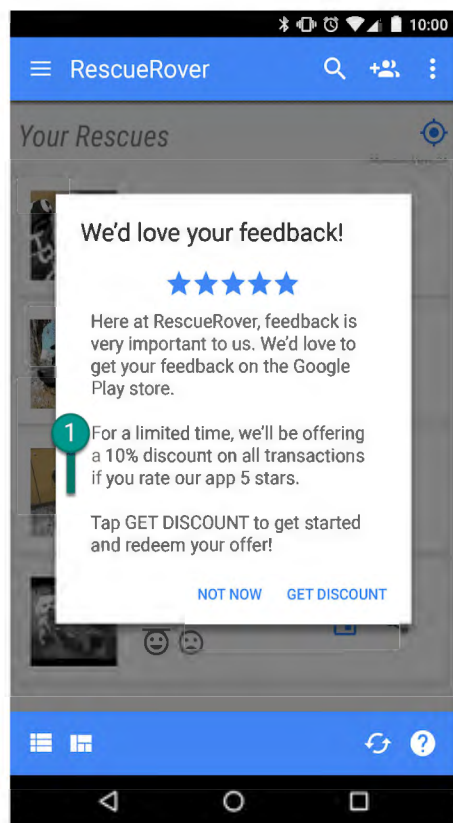 10:00
RescueRover
Your Rescues
We'd love your feedback!
Here at RescueRover, feedback is
very important to us. We'd love to
get your feedback on the Google
Play store.
1
For a limited time, we'll be offering
a 10% discount on all transactions
if you rate our app 5 stars.
Tap GET DISCOUNT to get started
and redeem your offer!
NOT NOW GET DISCOUNT